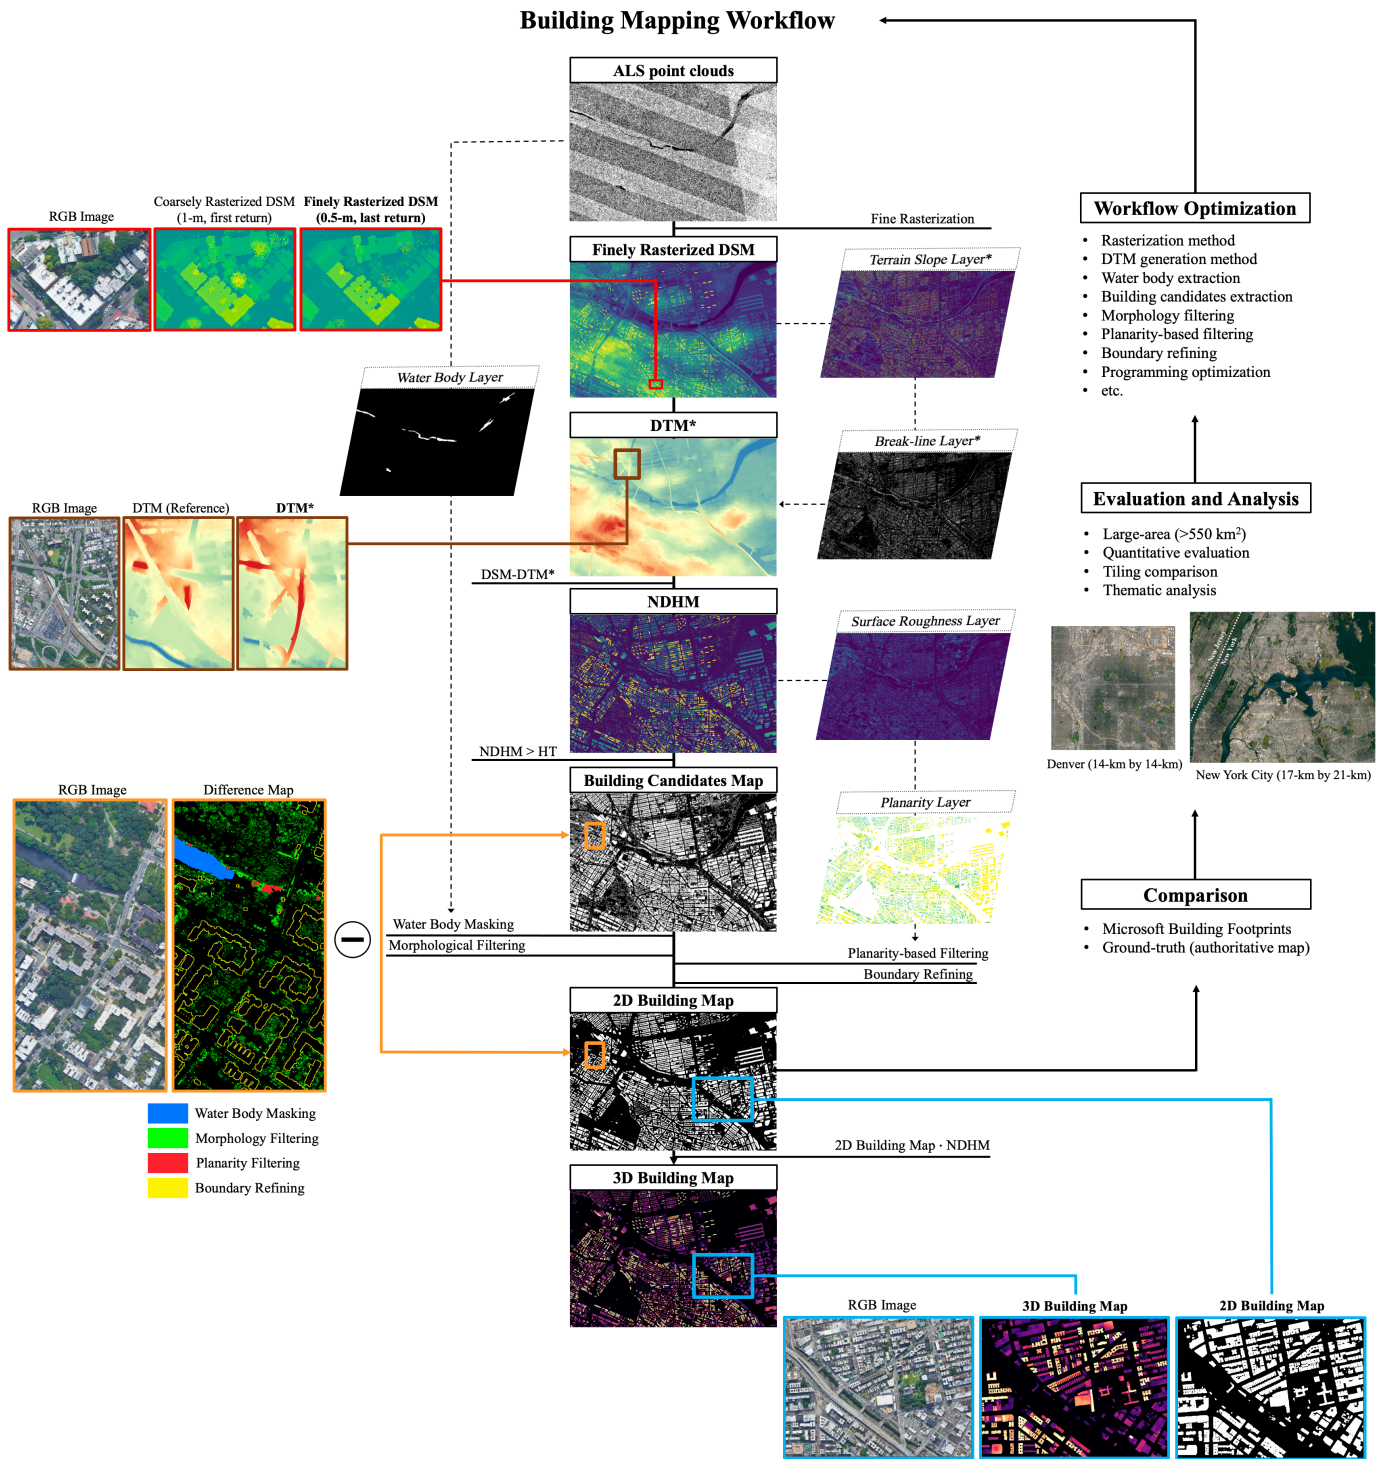 Building Mapping Workflow
ALS point clouds
Fine Rasterization
Finely Rasterized DSM
RGB Image
Coarsely Rasterized DSM
(1-m, first return)
Finely Rasterized DSM
(0.5-m, last return)
Terrain Slope Layer*
Water Body Layer
DTM*
Break-line Layer*
RGB Image
DTM (Reference)
DTM*
DSM-DTM*
NDHM
Surface Roughness Layer
NDHM > HT
Building Candidates Map
Planarity Layer
RGB Image
Difference Map
Water Body Masking
Morphological Filtering
Planarity-based Filtering
Boundary Refining
2D Building Map
Water Body Masking
Morphology Filtering
Planarity Filtering
Boundary Refining
2D Building Map · NDHM
3D Building Map
RGB Image
3D Building Map
2D Building Map
Workflow Optimization
• Rasterization method
• DTM generation method
• Water body extraction
• Building candidates extraction
• Morphology filtering
• Planarity-based filtering
• Boundary refining
• Programming optimization
• etc.
Evaluation and Analysis
• Large-area (>550 km²)
• Quantitative evaluation
• Tiling comparison
• Thematic analysis
New Jersey
New York
Denver (14-km by 14-km)
New York City (17-km by 21-km)
Comparison
• Microsoft Building Footprints
• Ground-truth (authoritative map)